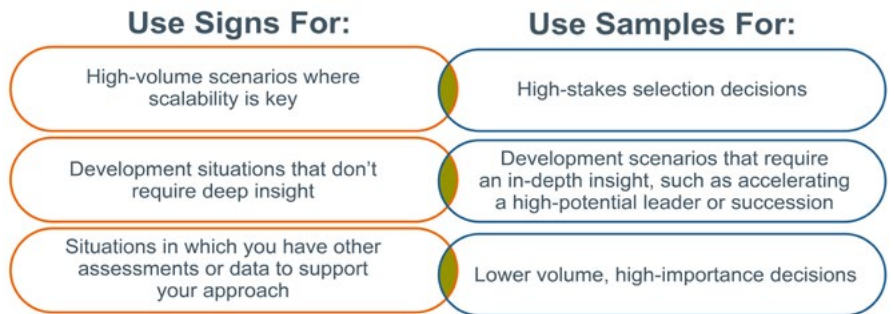 Use Signs For:
Use Samples For:
High-volume scenarios where
scalability is key
High-stakes selection decisions
Development situations that don't
require deep insight
Development scenarios that require
an in-depth insight, such as accelerating
a high-potential leader or succession
Situations in which you have other
assessments or data to support
your approach
Lower volume, high-importance decisions